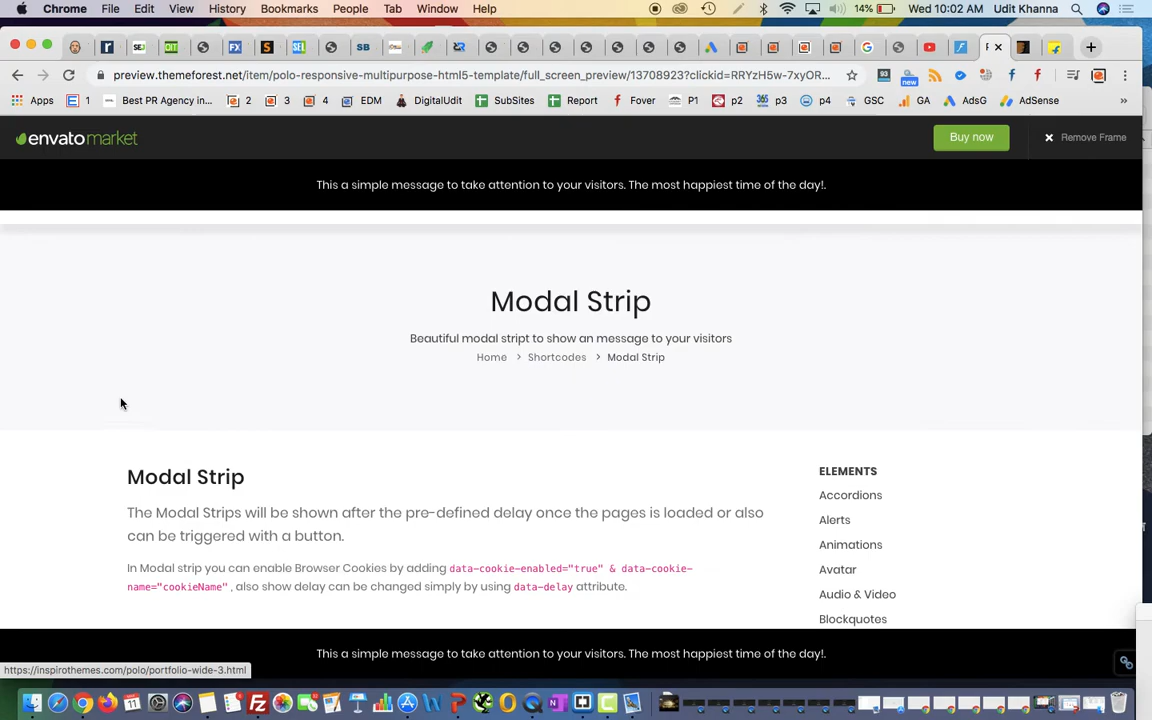 Chrome File Edit View History Bookmarks People Tab Window Help 14% Wed 10:02 AM Udit Khanna
preview.themeforest.net/item/polo-responsive-multipurpose-html5-template/full_screen_preview/13708923?clickid=RRYzH5w-7xyOR...
93 new
Apps 1 Best PR Agency in... 2 3 4 EDM DigitalUdit SubSites Report Fover P1 p2 p3 p4 GSC GA AdsG AdSense »
envatomarket Buy now Remove Frame
This a simple message to take attention to your visitors. The most happiest time of the day!.
Modal Strip
Beautiful modal stript to show an message to your visitors
Home > Shortcodes > Modal Strip
Modal Strip
The Modal Strips will be shown after the pre-defined delay once the pages is loaded or also
can be triggered with a button.
In Modal strip you can enable Browser Cookies by adding data-cookie-enabled="true" & data-cookie-
name="cookieName" , also show delay can be changed simply by using data-delay attribute.
ELEMENTS
Accordions
Alerts
Animations
Avatar
Audio & Video
Blockquotes
This a simple message to take attention to your visitors. The most happiest time of the day!.
https://inspirothemes.com/polo/portfolio-wide-3.html